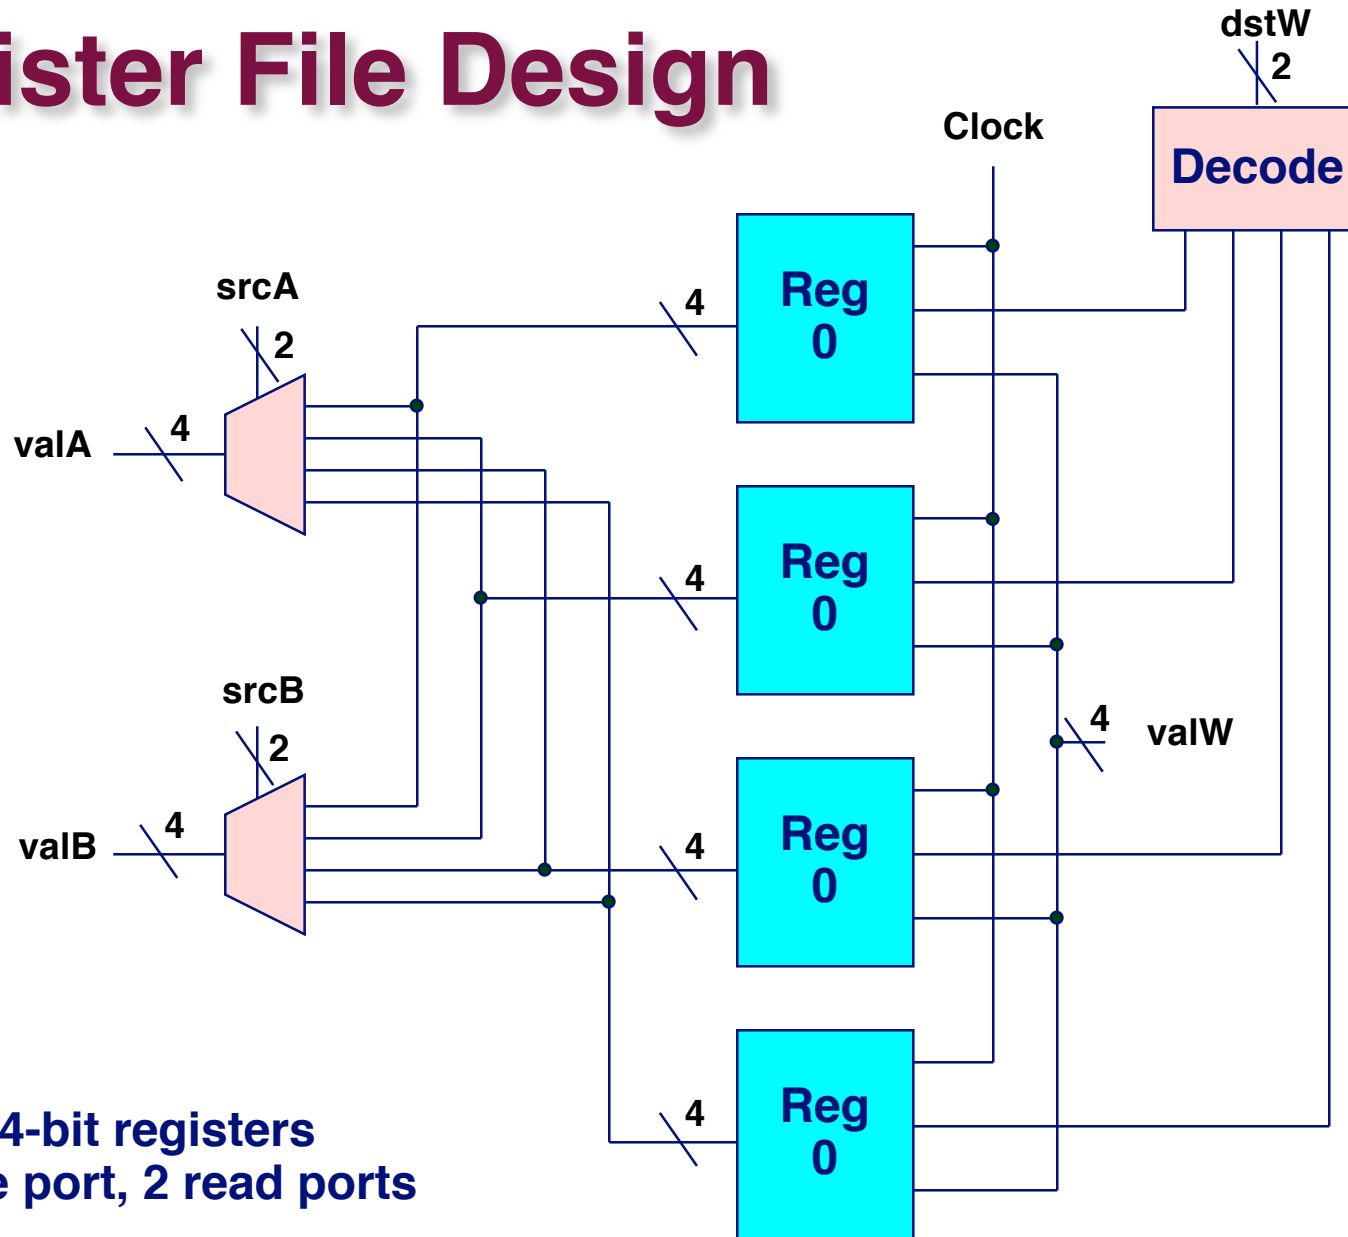 ister File Design
dstW
2
Clock
Decode
srcA
2
4
Reg
0
valA
4
4
Reg
0
srcB
2
4
valW
valB
4
4
Reg
0
4
Reg
0
4-bit registers
e port, 2 read ports